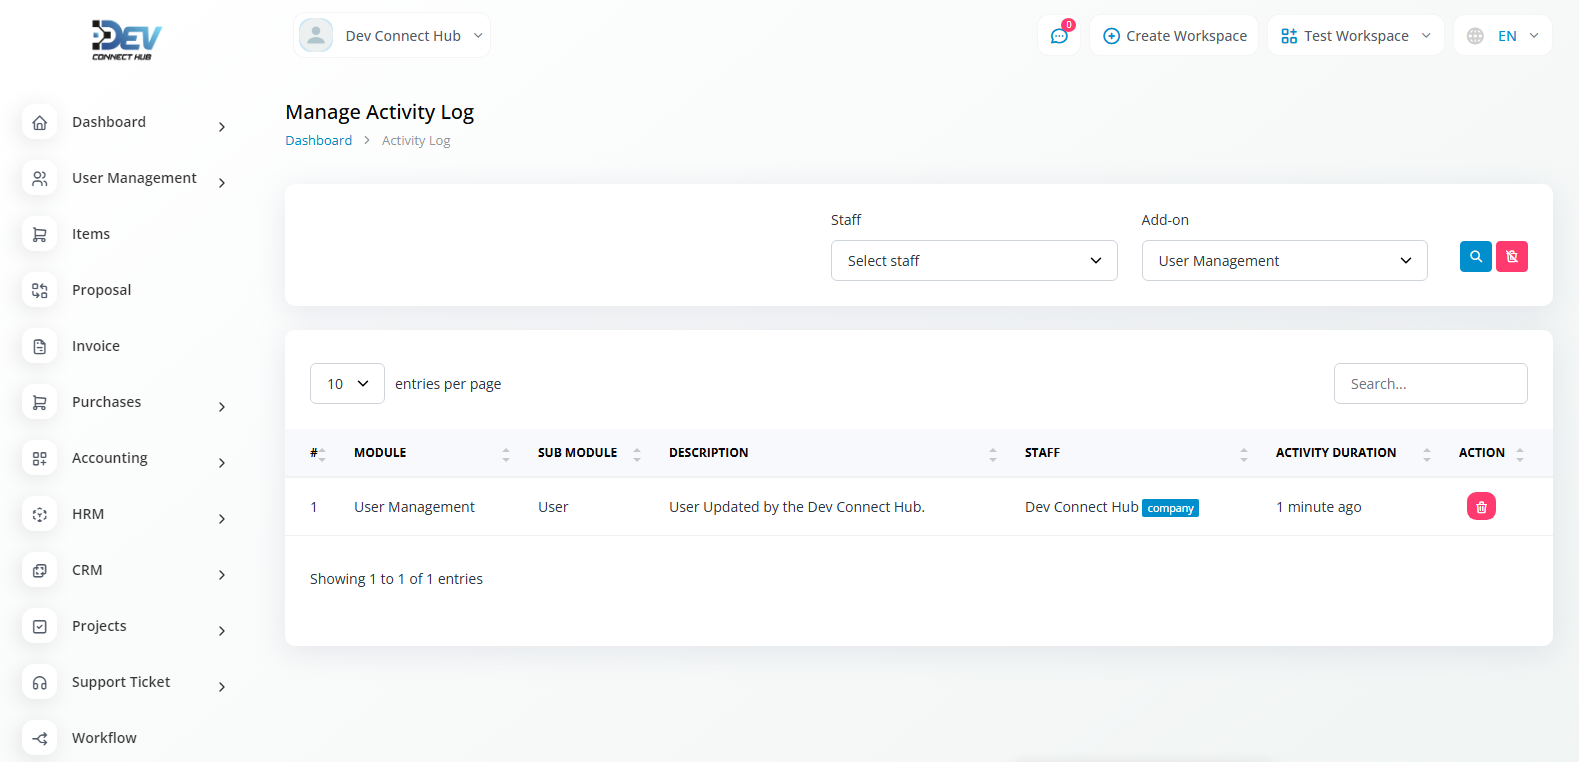 DEV
CONNECT HUB
Dev Connect Hub
0
Create Workspace
Test Workspace
EN
Dashboard
User Management
Items
Proposal
Invoice
Purchases
Accounting
HRM
CRM
Projects
Support Ticket
Workflow
Manage Activity Log
Dashboard > Activity Log
Staff
Add-on
Select staff
User Management
10 entries per page
Search...
# MODULE SUB MODULE DESCRIPTION STAFF ACTIVITY DURATION ACTION
1 User Management User User Updated by the Dev Connect Hub. Dev Connect Hub company 1 minute ago
Showing 1 to 1 of 1 entries